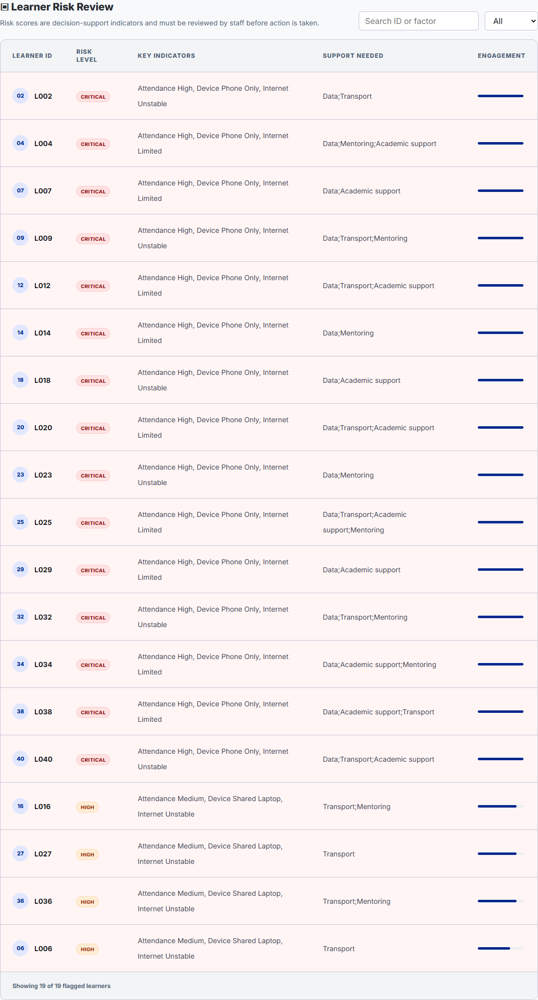 Learner Risk Review
Risk scores are decision-support indicators and must be reviewed by staff before action is taken.
Search ID or factor
All
LEARNER ID
RISK
LEVEL
KEY INDICATORS
SUPPORT NEEDED
ENGAGEMENT
02 L002 CRITICAL Attendance High, Device Phone Only, Internet
Unstable
Data;Transport
04 L004 CRITICAL Attendance High, Device Phone Only, Internet
Limited
Data;Mentoring;Academic support
07 L007 CRITICAL Attendance High, Device Phone Only, Internet
Limited
Data;Academic support
09 L009 CRITICAL Attendance High, Device Phone Only, Internet
Unstable
Data;Transport;Mentoring
12 L012 CRITICAL Attendance High, Device Phone Only, Internet
Limited
Data;Transport;Academic support
14 L014 CRITICAL Attendance High, Device Phone Only, Internet
Limited
Data;Mentoring
18 L018 CRITICAL Attendance High, Device Phone Only, Internet
Unstable
Data;Academic support
20 L020 CRITICAL Attendance High, Device Phone Only, Internet
Limited
Data;Transport;Academic support
23 L023 CRITICAL Attendance High, Device Phone Only, Internet
Unstable
Data;Mentoring
25 L025 CRITICAL Attendance High, Device Phone Only, Internet
Limited
Data;Transport;Academic
support;Mentoring
29 L029 CRITICAL Attendance High, Device Phone Only, Internet
Limited
Data;Academic support
32 L032 CRITICAL Attendance High, Device Phone Only, Internet
Unstable
Data;Transport;Mentoring
34 L034 CRITICAL Attendance High, Device Phone Only, Internet
Limited
Data;Academic support;Mentoring
38 L038 CRITICAL Attendance High, Device Phone Only, Internet
Limited
Data;Academic support;Transport
40 L040 CRITICAL Attendance High, Device Phone Only, Internet
Unstable
Data;Transport;Academic support
16 L016 HIGH Attendance Medium, Device Shared Laptop,
Internet Unstable
Transport;Mentoring
27 L027 HIGH Attendance Medium, Device Shared Laptop,
Internet Unstable
Transport
36 L036 HIGH Attendance Medium, Device Shared Laptop,
Internet Unstable
Transport;Mentoring
06 L006 HIGH Attendance Medium, Device Shared Laptop,
Internet Unstable
Transport
Showing 19 of 19 flagged learners